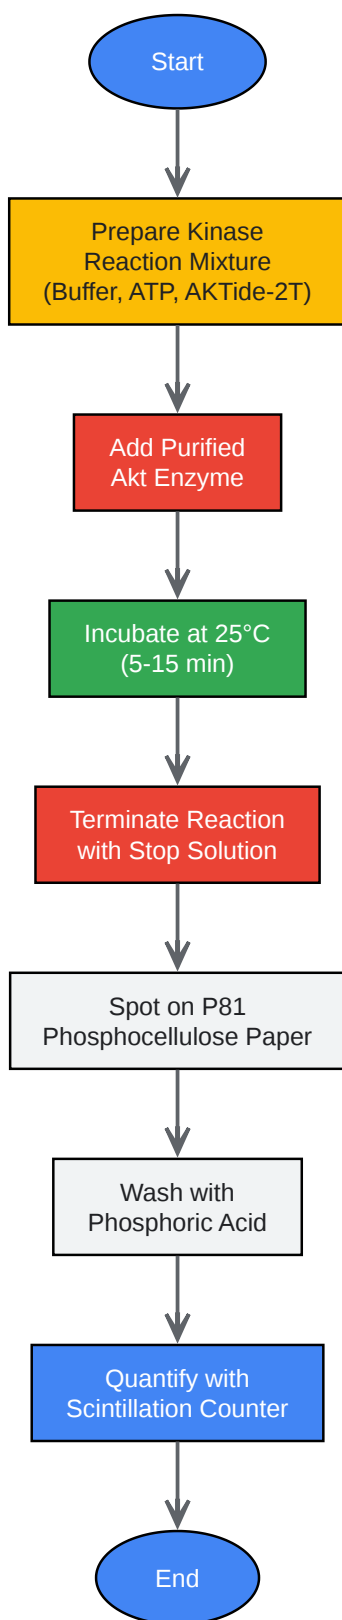 Start
Prepare Kinase
Reaction Mixture
(Buffer, ATP, AKTide-2T)
Add Purified
Akt Enzyme
Incubate at 25°C
(5-15 min)
Terminate Reaction
with Stop Solution
Spot on P81
Phosphocellulose Paper
Wash with
Phosphoric Acid
Quantify with
Scintillation Counter
End